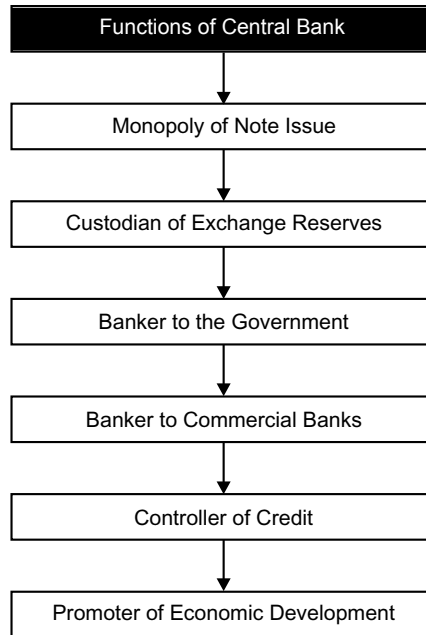 Functions of Central Bank
Monopoly of Note Issue
Custodian of Exchange Reserves
Banker to the Government
Banker to Commercial Banks
Controller of Credit
Promoter of Economic Development